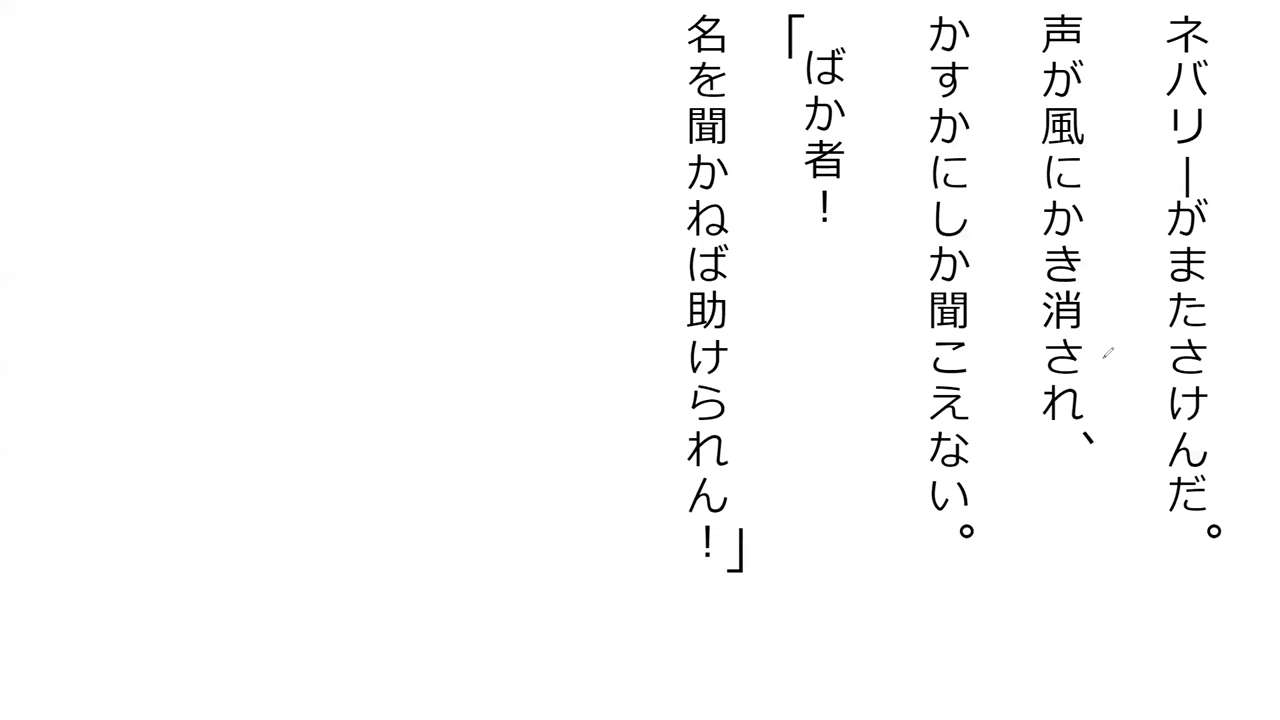 ネバリーがまたさけんだ。
声が風にかき消され、
かすかにしか聞こえない。
「ばか者！
名を聞かねば助けられん！」